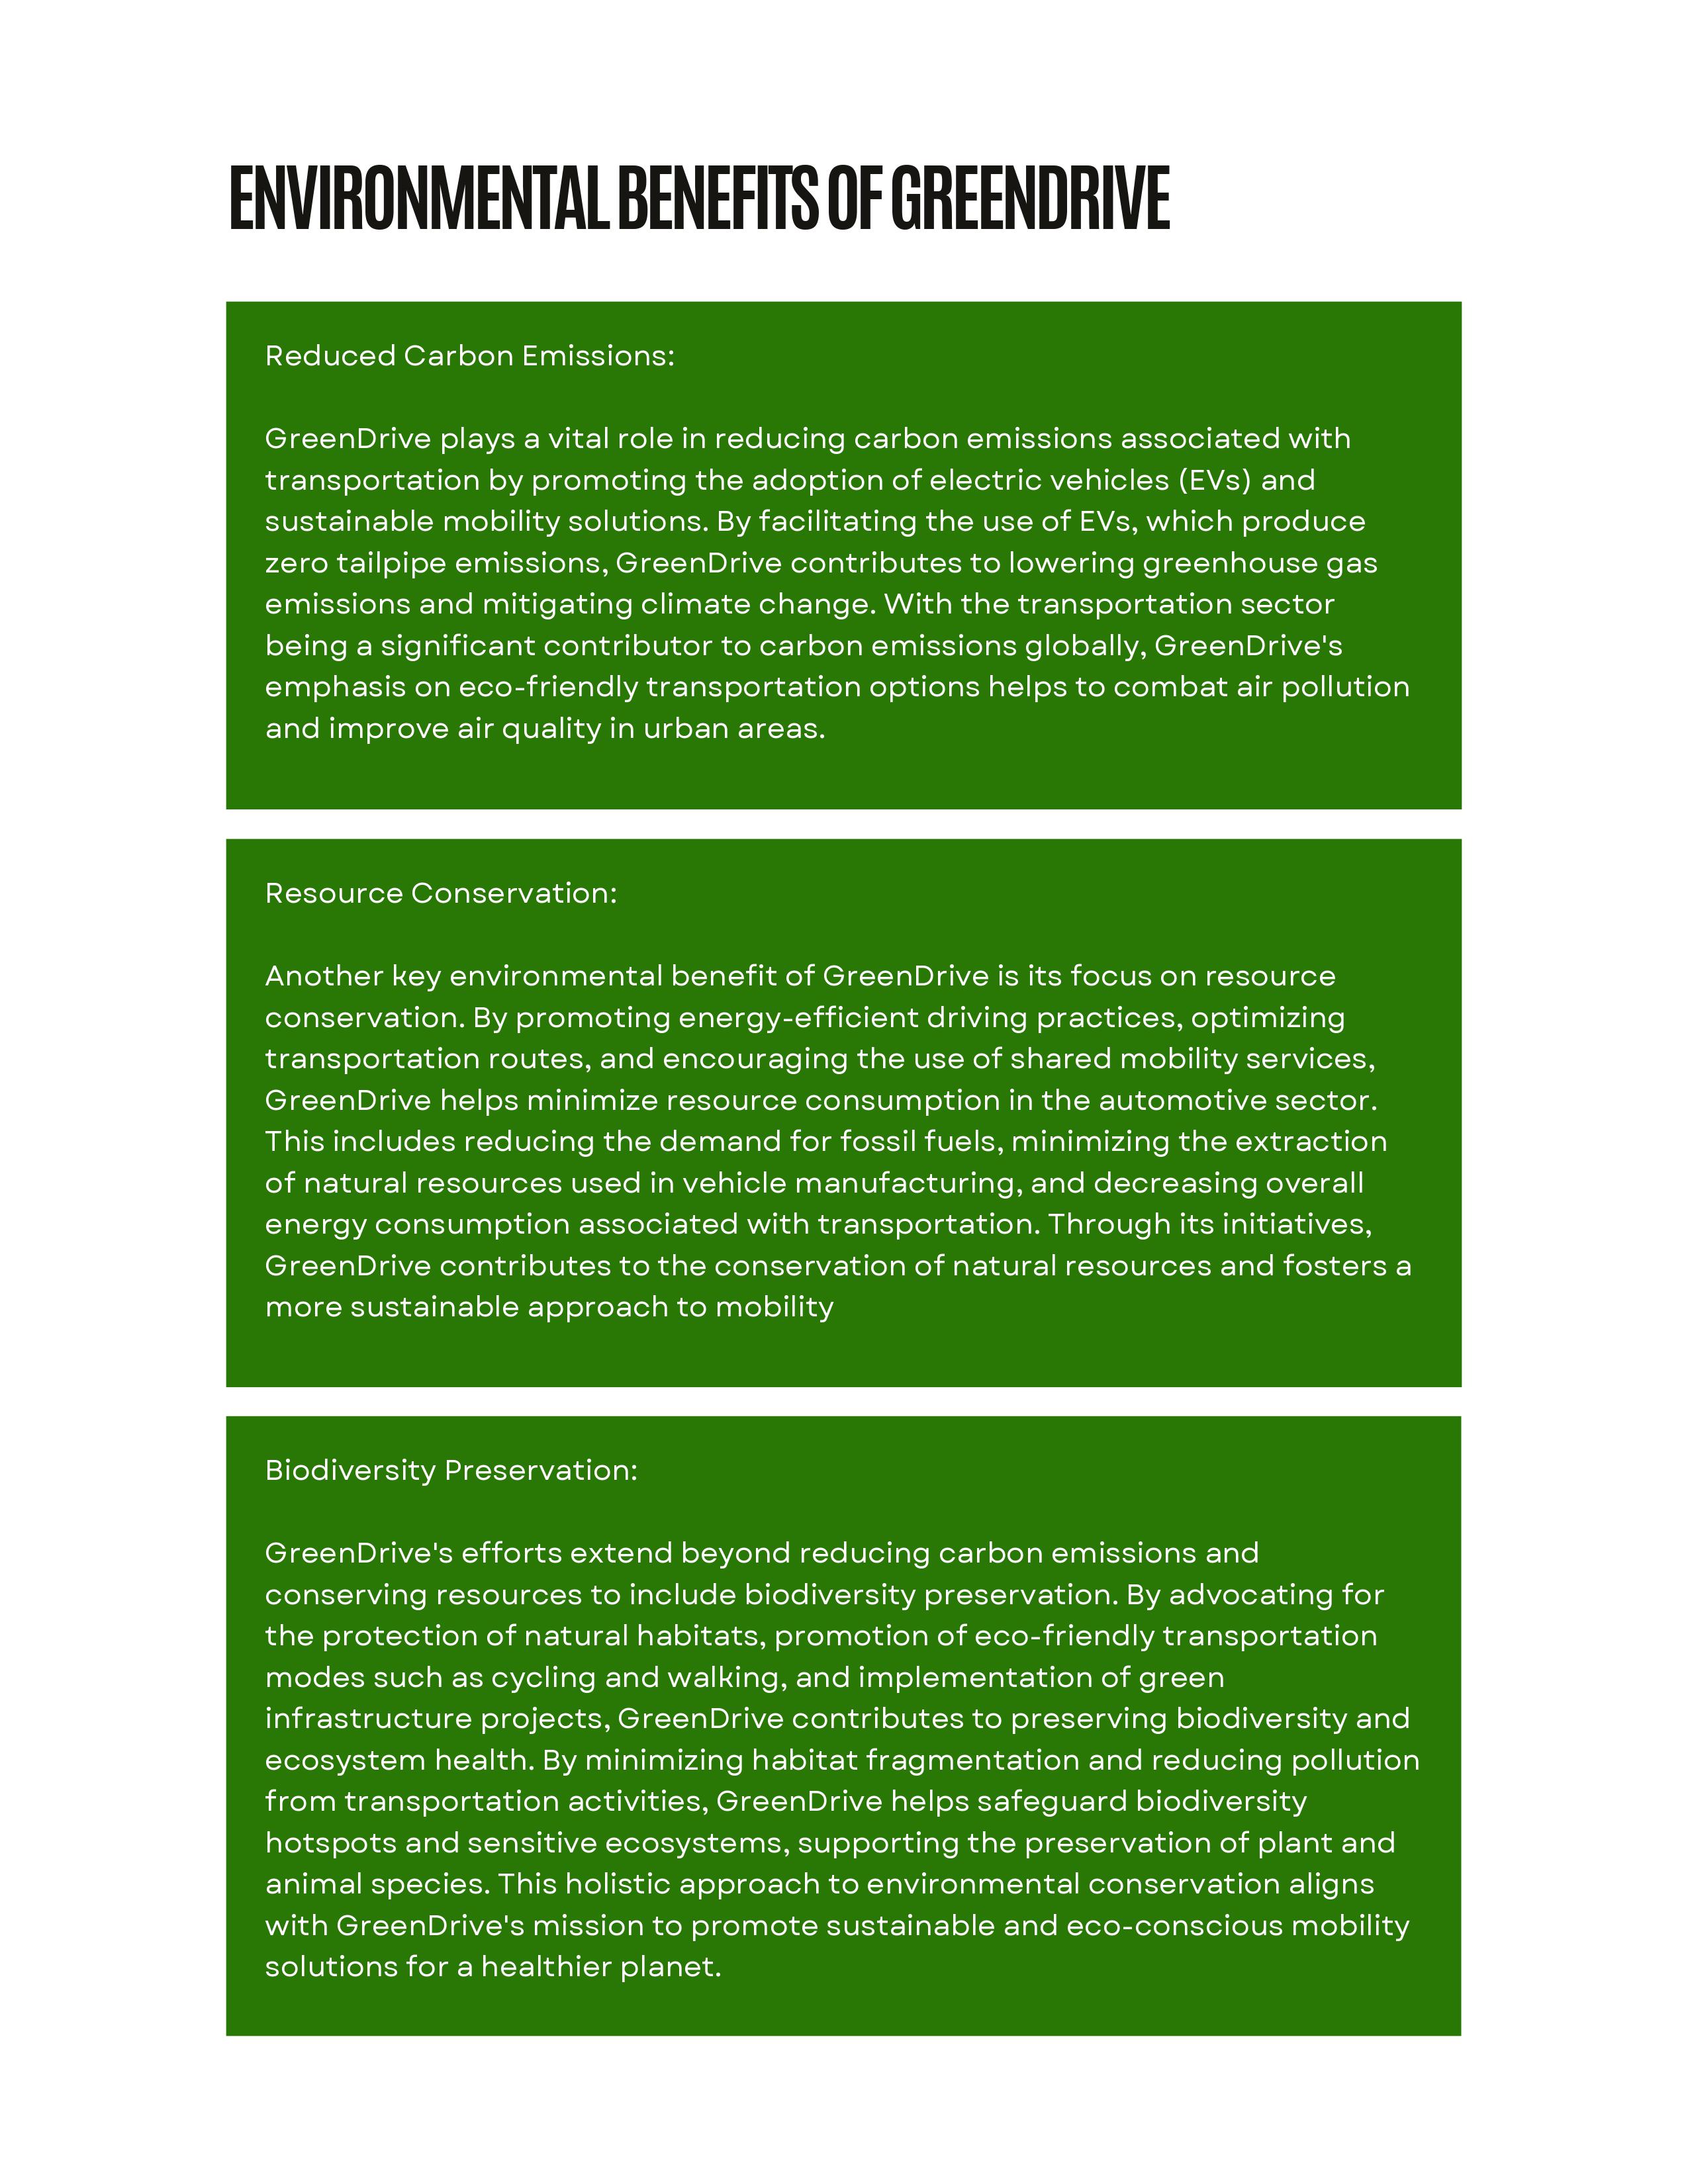 ENVIRONMENTAL BENEFITS OF GREENDRIVE
Reduced Carbon Emissions:
GreenDrive plays a vital role in reducing carbon emissions associated with
transportation by promoting the adoption of electric vehicles (EVs) and
sustainable mobility solutions. By facilitating the use of EVs, which produce
zero tailpipe emissions, GreenDrive contributes to lowering greenhouse gas
emissions and mitigating climate change. With the transportation sector
being a significant contributor to carbon emissions globally, GreenDrive's
emphasis on eco-friendly transportation options helps to combat air pollution
and improve air quality in urban areas.
Resource Conservation:
Another key environmental benefit of GreenDrive is its focus on resource
conservation. By promoting energy-efficient driving practices, optimizing
transportation routes, and encouraging the use of shared mobility services,
GreenDrive helps minimize resource consumption in the automotive sector.
This includes reducing the demand for fossil fuels, minimizing the extraction
of natural resources used in vehicle manufacturing, and decreasing overall
energy consumption associated with transportation. Through its initiatives,
GreenDrive contributes to the conservation of natural resources and fosters a
more sustainable approach to mobility
Biodiversity Preservation:
GreenDrive's efforts extend beyond reducing carbon emissions and
conserving resources to include biodiversity preservation. By advocating for
the protection of natural habitats, promotion of eco-friendly transportation
modes such as cycling and walking, and implementation of green
infrastructure projects, GreenDrive contributes to preserving biodiversity and
ecosystem health. By minimizing habitat fragmentation and reducing pollution
from transportation activities, GreenDrive helps safeguard biodiversity
hotspots and sensitive ecosystems, supporting the preservation of plant and
animal species. This holistic approach to environmental conservation aligns
with GreenDrive's mission to promote sustainable and eco-conscious mobility
solutions for a healthier planet.